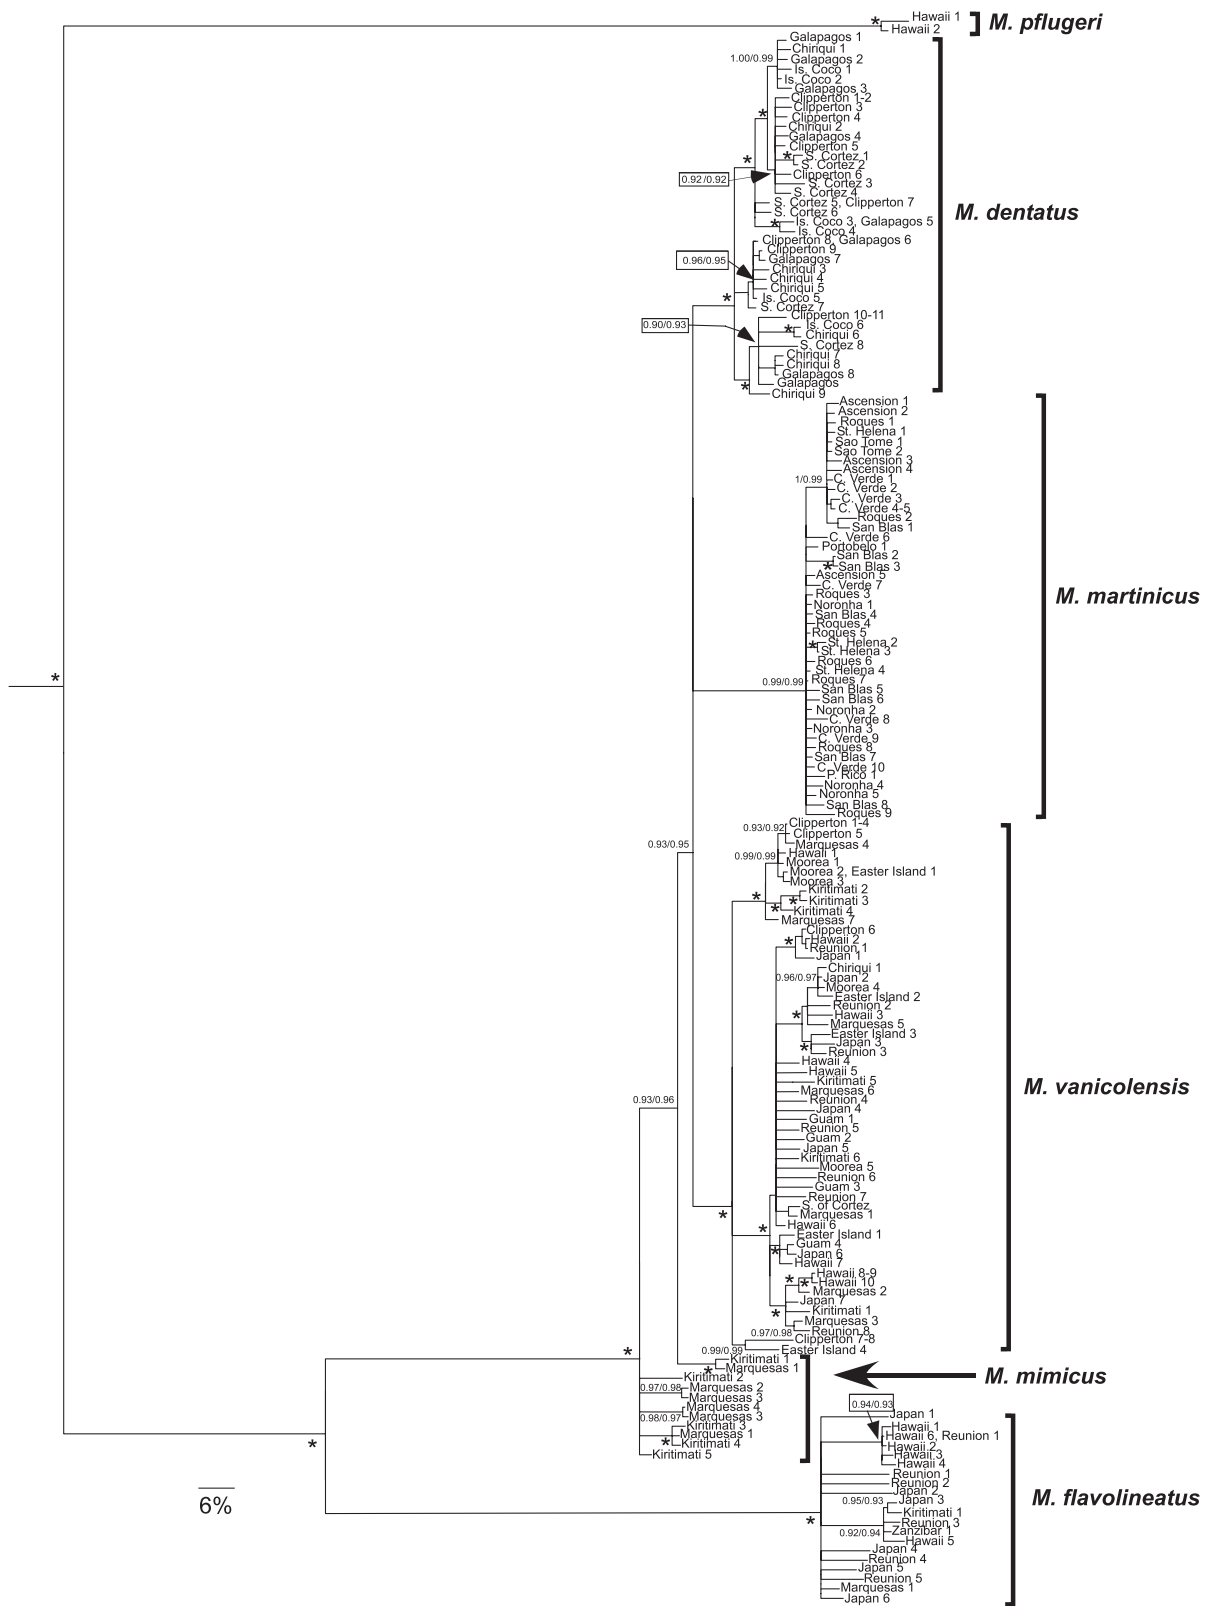 Hawaii 1
Hawaii 2
M. pflugeri
Galapagos 1
Chiriqui 1
1.00/0.99
Galapagos 2
Is. Coco 1
Is. Coco 2
Galapagos 3
Clipperton 1-2
Clipperton 3
Clipperton 4
Chiriqui 2
Galapagos 4
Clipperton 5
S. Cortez 1
S. Cortez 2
0.92/0.92
Clipperton 6
S. Cortez 3
S. Cortez 4
S. Cortez 5, Clipperton 7
S. Cortez 6
M. dentatus
Is. Coco 3, Galapagos 5
Is. Coco 4
Clipperton 8, Galapagos 6
Clipperton 9
0.96/0.95
Galapagos 7
Chiriqui 3
Chiriqui 4
Chiriqui 5
Is. Coco 5
S. Cortez 7
Clipperton 10-11
0.90/0.93
Is. Coco 6
Chiriqui 6
S. Cortez 8
Chiriqui 7
Chiriqui 8
Galapagos 8
Galapagos
Chiriqui 9
Ascension 1
Ascension 2
Roques 1
St. Helena 1
Sao Tome 1
Sao Tome 2
Ascension 3
Ascension 4
1/0.99
C. Verde 1
C. Verde 2
C. Verde 3
C. Verde 4-5
Roques 2
San Blas 1
C. Verde 6
Portobelo 1
San Blas 2
San Blas 3
Ascension 5
C. Verde 7
Roques 3
M. martinicus
Noronha 1
San Blas 4
Roques 4
Roques 5
St. Helena 2
St. Helena 3
Roques 6
St. Helena 4
Roques 7
0.99/0.99
San Blas 5
San Blas 6
Noronha 2
C. Verde 8
Noronha 3
C. Verde 9
Roques 8
San Blas 7
C. Verde 10
P. Rico 1
Noronha 4
Noronha 5
San Blas 8
Roques 9
Clipperton 1-4
0.93/0.92
Clipperton 5
Marquesas 4
0.93/0.95
Hawaii 1
0.99/0.99
Moorea 1
Moorea 2, Easter Island 1
Moorea 3
Kiritimati 2
Kiritimati 3
Kiritimati 4
Marquesas 7
Clipperton 6
Hawaii 2
Reunion 1
Japan 1
Chiriqui 1
0.96/0.97
Japan 2
Moorea 4
Easter Island 2
Reunion 2
Hawaii 3
Marquesas 5
Easter Island 3
Japan 3
Reunion 3
Hawaii 4
Hawaii 5
Kiritimati 5
M. vanicolensis
Marquesas 6
0.93/0.96
Reunion 4
Japan 4
Guam 1
Reunion 5
Guam 2
Japan 5
Kiritimati 6
Moorea 5
Reunion 6
Guam 3
Reunion 7
S. of Cortez
Marquesas 1
Hawaii 6
Easter Island 1
Guam 4
Japan 6
Hawaii 7
Hawaii 8-9
Hawaii 10
Marquesas 2
Japan 7
Kiritimati 1
Marquesas 3
Reunion 8
0.97/0.98
Clipperton 7-8
0.99/0.99
Easter Island 4
Kiritimati 1
Marquesas 1
M. mimicus
Kiritimati 2
0.97/0.98
Marquesas 2
Marquesas 3
Marquesas 4
0.98/0.97
Marquesas 3
Kiritimati 3
Marquesas 1
Kiritimati 4
Kiritimati 5
0.94/0.93
Japan 1
Hawaii 1
Hawaii 6, Reunion 1
Hawaii 2
Hawaii 3
Hawaii 4
Reunion 1
Reunion 2
Japan 2
M. flavolineatus
0.95/0.93
Japan 3
Kiritimati 1
Reunion 3
0.92/0.94
Zanzibar 1
Hawaii 5
Japan 4
Reunion 4
Japan 5
Reunion 5
Marquesas 1
Japan 6
6%